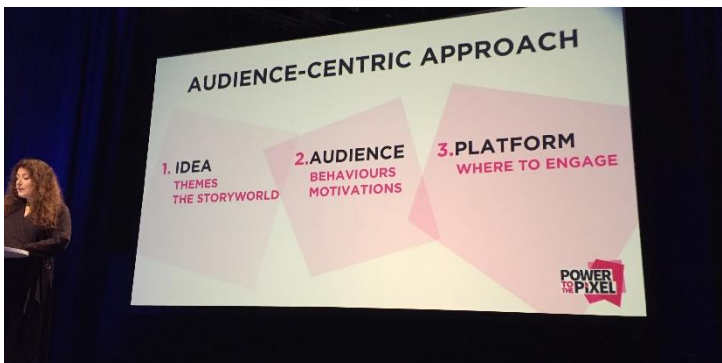 AUDIENCE-CENTRIC APPROACH
1. IDEA
THEMES
THE STORYWORLD
2.AUDIENCE
BEHAVIOURS
MOTIVATIONS
3.PLATFORM
WHERE TO ENGAGE
POWER
TO THE PIXEL